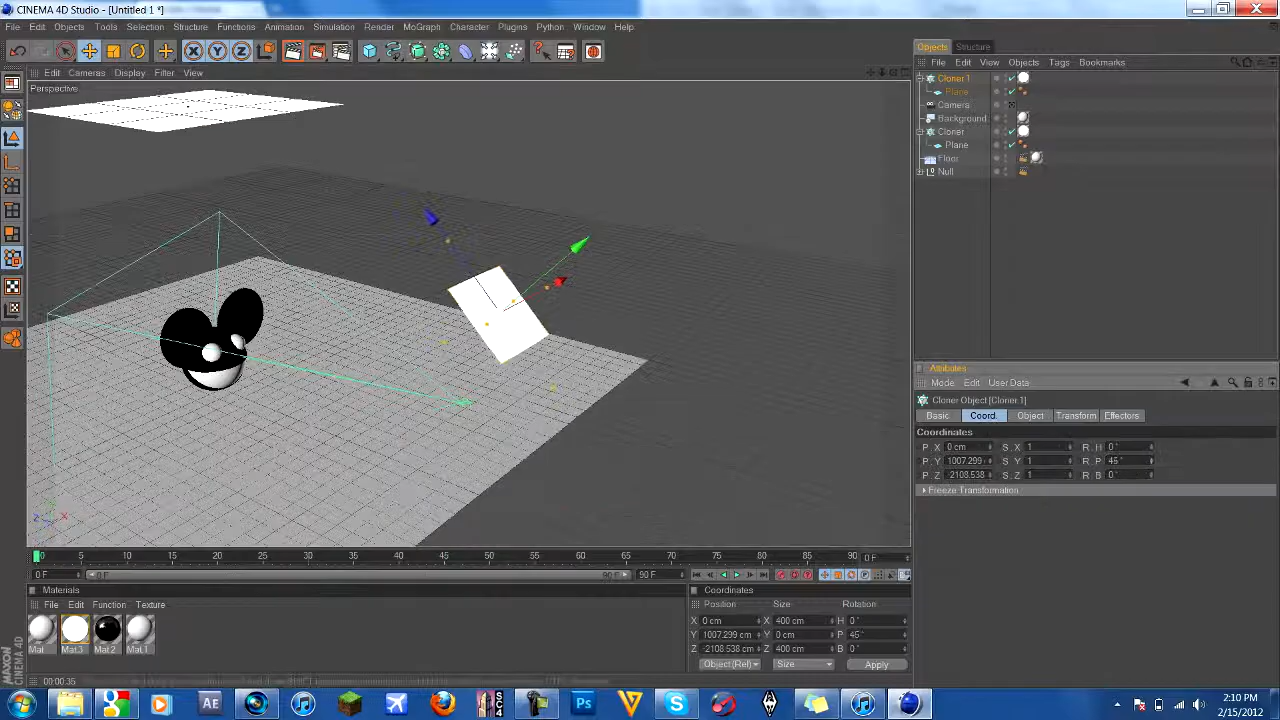 CINEMA 4D Studio - [Untitled 1 *]
File Edit Objects Tools Selection Structure Functions Animation Simulation Render MoGraph Character Plugins Python Window Help
Edit Cameras Display Filter View
Perspective
Objects Structure
File Edit View Objects Tags Bookmarks
Cloner.1
Plane
Camera
Background
Cloner
Plane
Floor
Null
Attributes
Mode Edit User Data
Cloner Object [Cloner.1]
Basic Coord. Object Transform Effectors
Coordinates
P . X 0 cm S . X 1 R . H 0 °
P . Y 1007.299 S . Y 1 R . P 45 °
P . Z -2108.538 S . Z 1 R . B 0 °
Freeze Transformation
0 5 10 15 20 25 30 35 40 45 50 55 60 65 70 75 80 85 90 0 F
0 F 0 F 90 F 90 F
Materials
File Edit Function Texture
Mat Mat.3 Mat.2 Mat.1
Coordinates
Position Size Rotation
X 0 cm X 400 cm H 0 °
Y 1007.299 cm Y 0 cm P 45 °
Z -2108.538 cm Z 400 cm B 0 °
Object (Rel) Size Apply
MAXON
CINEMA 4D
00:00:35
2:10 PM
2/15/2012